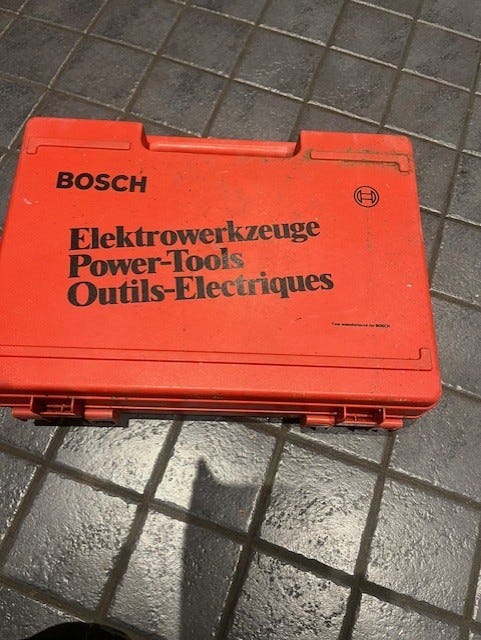 BOSCH
Elektrowerkzeuge
Power-Tools
Outils-Electriques